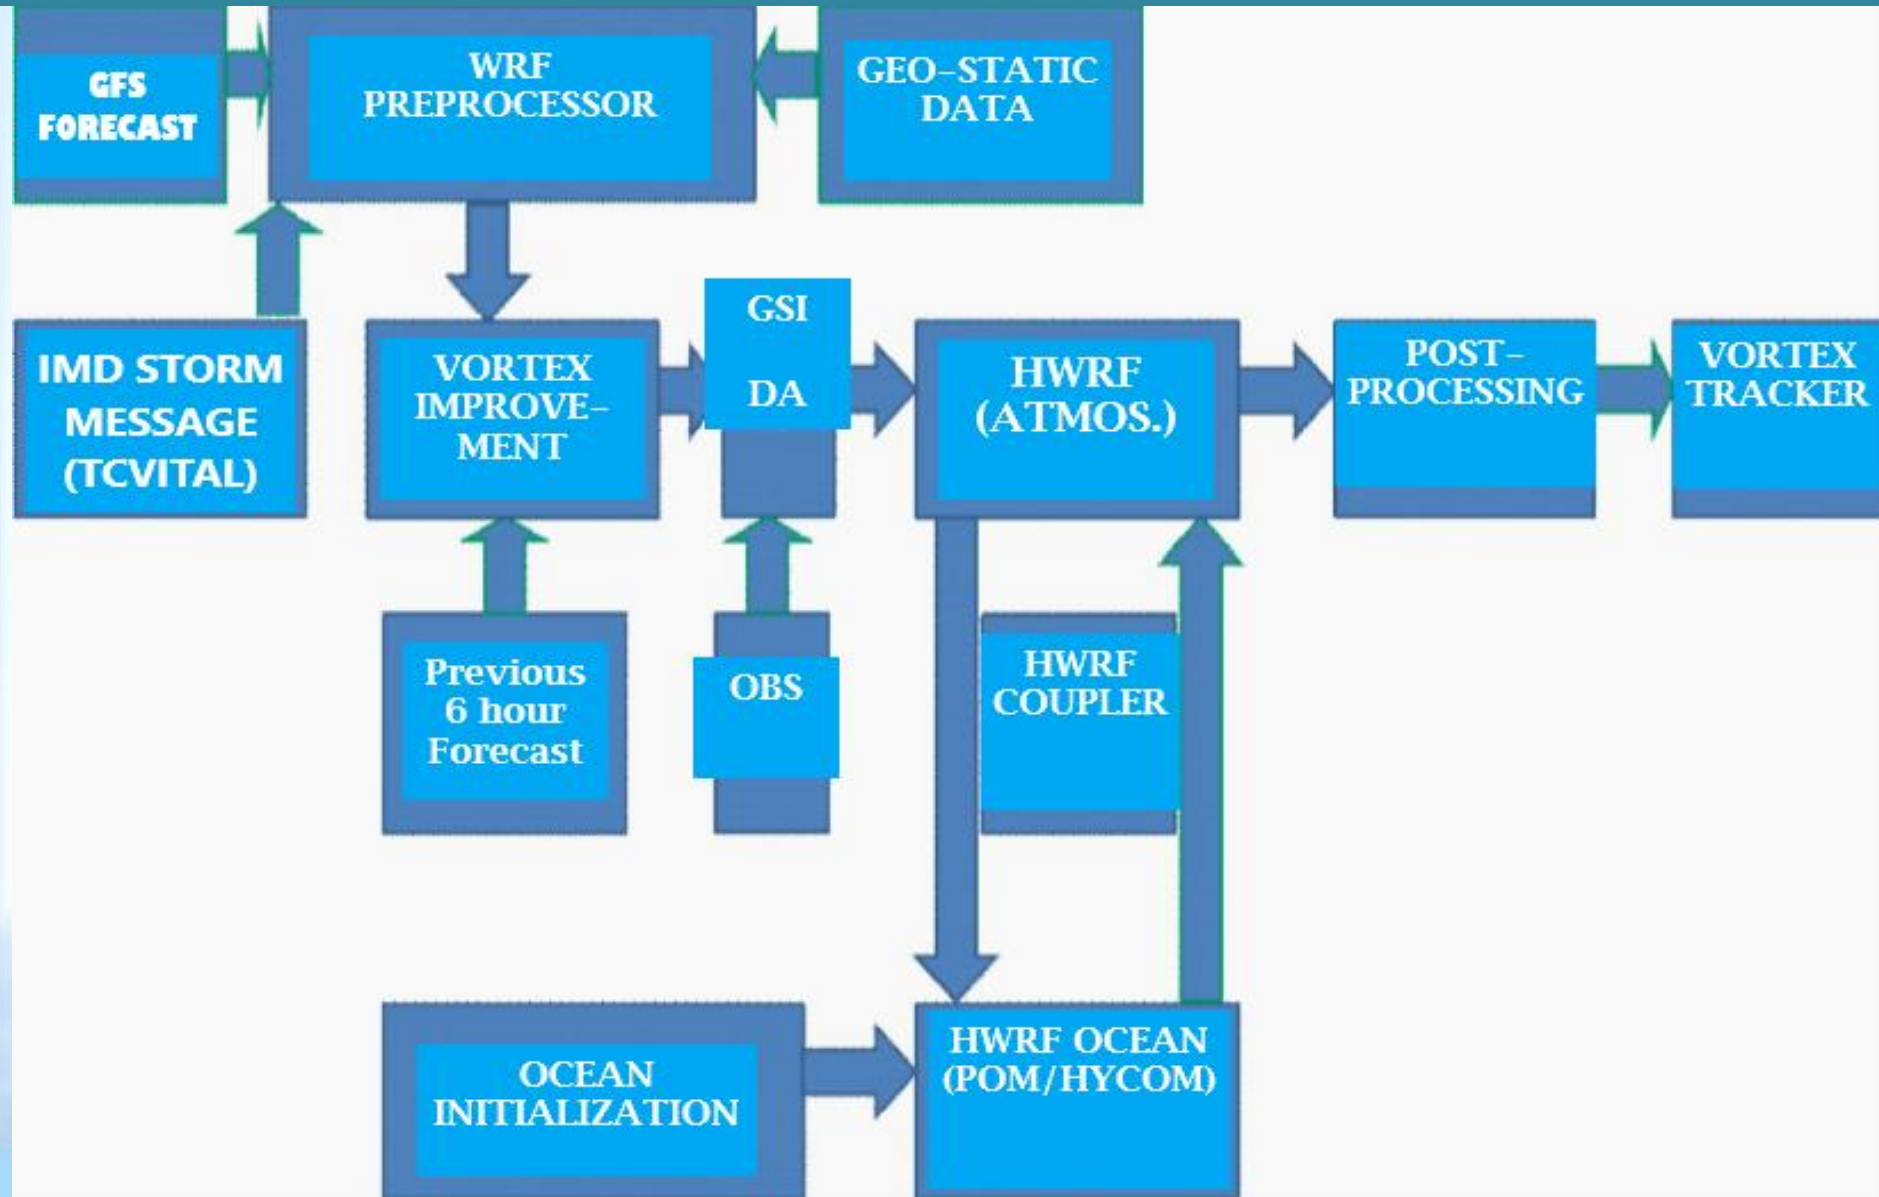 GFS
FORECAST
WRF
PREPROCESSOR
GEO-STATIC
DATA
IMD STORM
MESSAGE
(TCVITAL)
VORTEX
IMPROVE-
MENT
GSI
DA
HWRF
(ATMOS.)
POST-
PROCESSING
VORTEX
TRACKER
Previous
6 hour
Forecast
OBS
HWRF
COUPLER
OCEAN
INITIALIZATION
HWRF OCEAN
(POM/HYCOM)